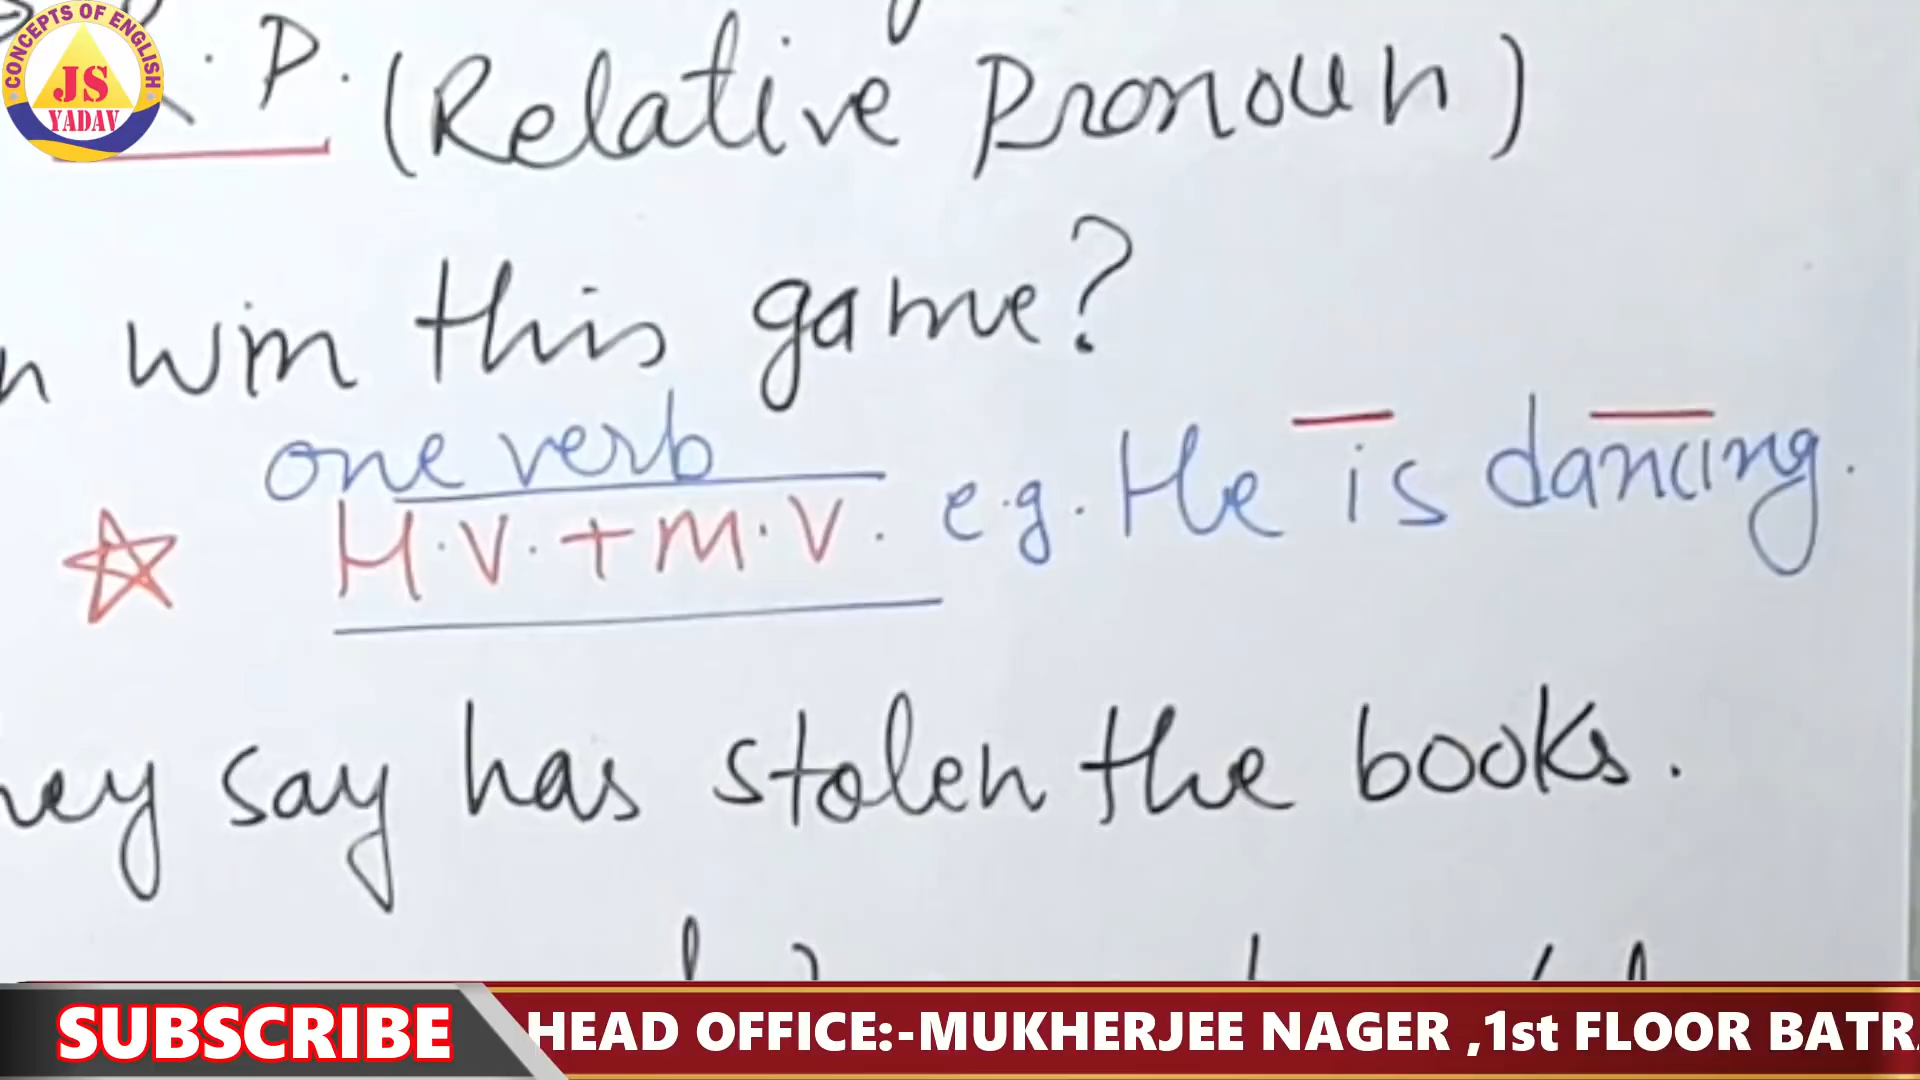 CONCEPTS OF ENGLISH
JS
YADAV
. P. (Relative Pronoun)
win this game?
one verb
H.V. + M.V. e.g. He is dancing.
say has stolen the books.
SUBSCRIBE
HEAD OFFICE:-MUKHERJEE NAGER ,1st FLOOR BATRA